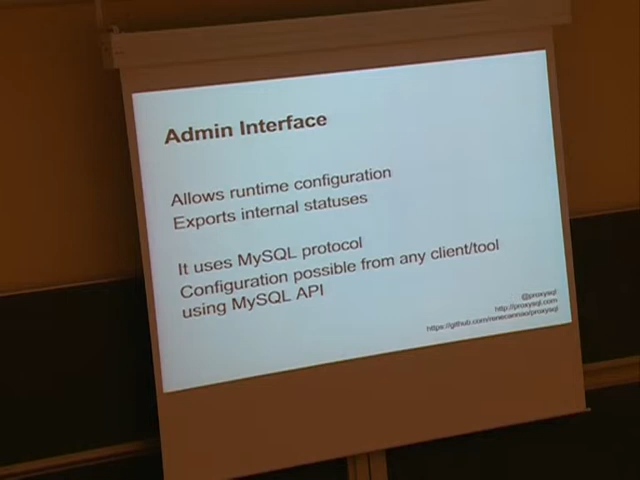 Admin Interface
Allows runtime configuration
Exports internal statuses
It uses MySQL protocol
Configuration possible from any client/tool
using MySQL API
@proxysql
http://proxysql.com
https://github.com/renecannao/proxysql